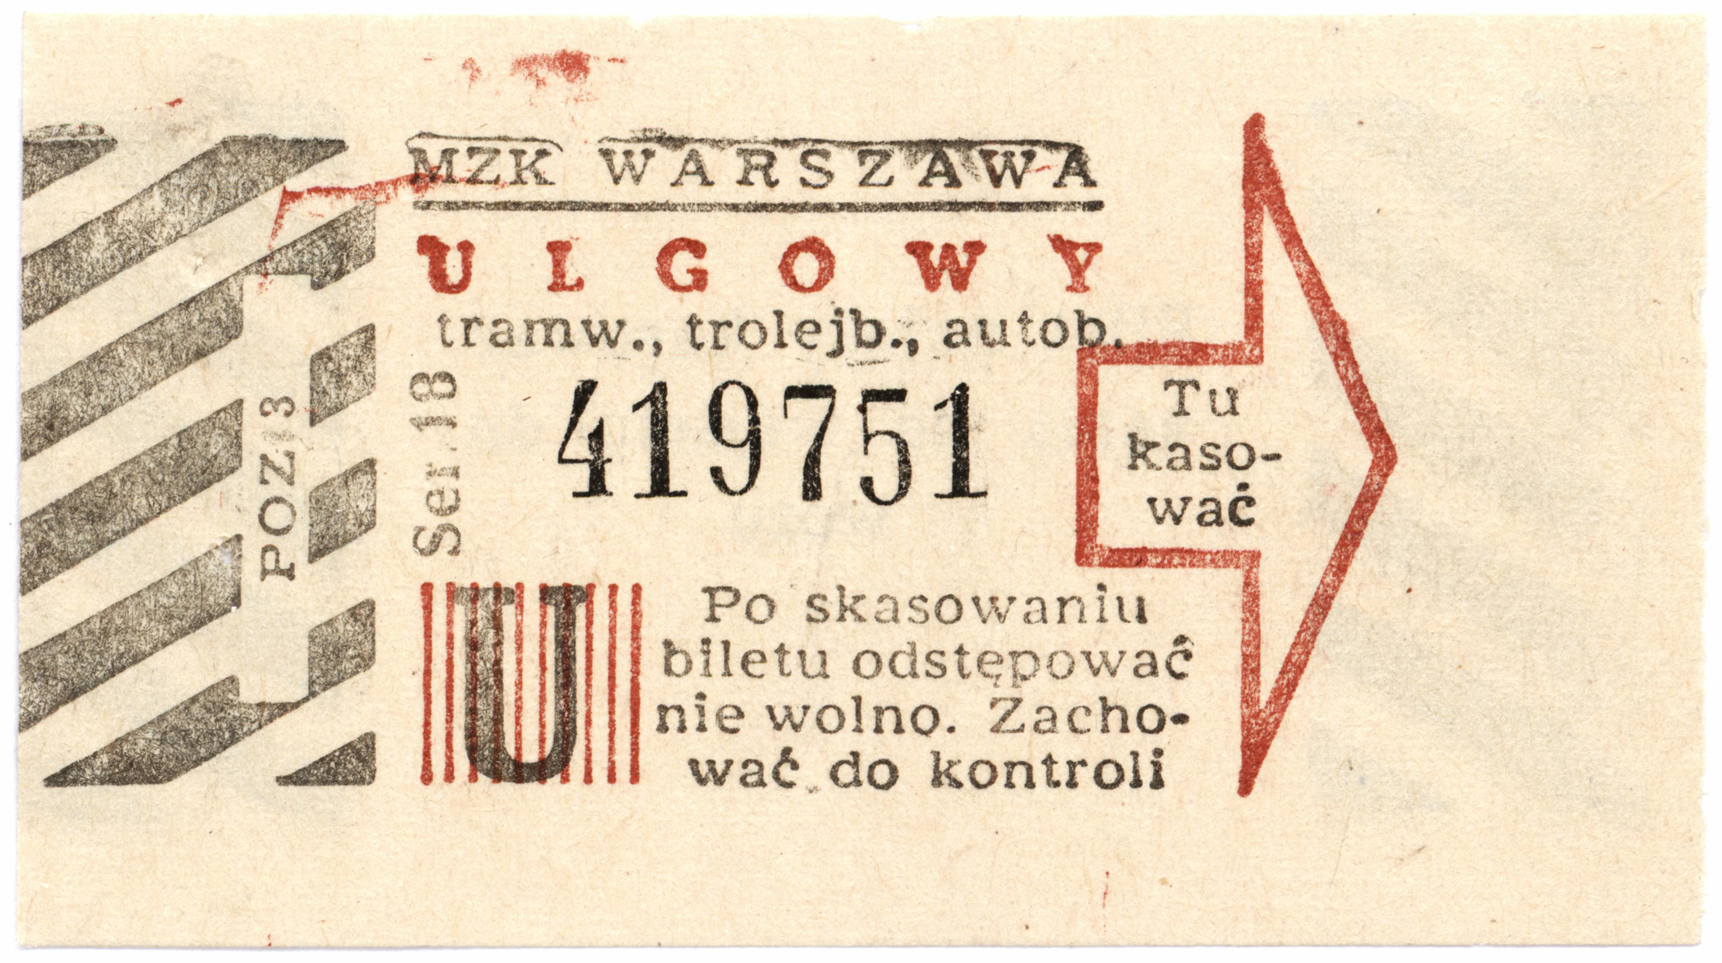 MZK WARSZAWA
ULGOWY
tramw., trolejb., autob.
Ser. 18
419751
POZ 3
Tu
kaso-
wać
U
Po skasowaniu
biletu odstępować
nie wolno. Zacho-
wać do kontroli